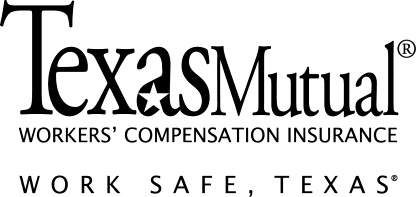 TexasMutual®
WORKERS' COMPENSATION INSURANCE
WORK SAFE, TEXAS®